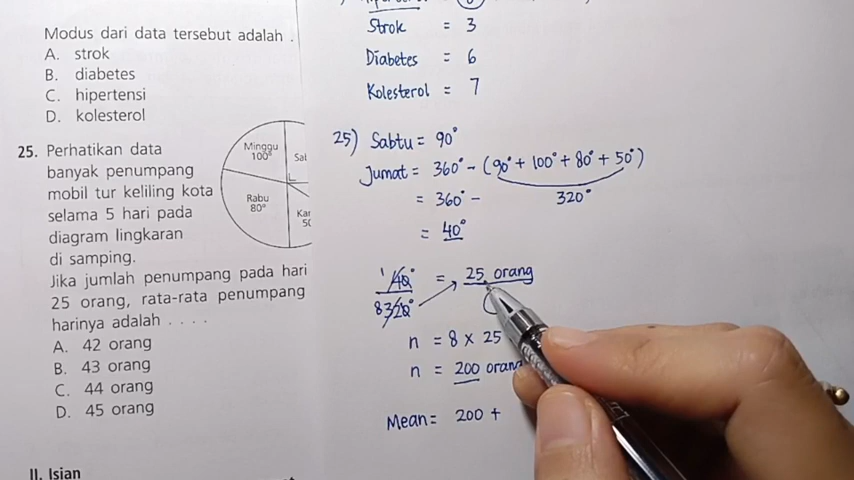 Modus dari data tersebut adalah .
A. strok
B. diabetes
C. hipertensi
D. kolesterol
25. Perhatikan data
banyak penumpang
mobil tur keliling kota
selama 5 hari pada
diagram lingkaran
di samping.
Jika jumlah penumpang pada hari
25 orang, rata-rata penumpang
harinya adalah . . . .
A. 42 orang
B. 43 orang
C. 44 orang
D. 45 orang
II. Isian
Minggu
100°
Rabu
80°
Strok = 3
Diabetes = 6
Kolesterol = 7
25) Sabtu = 90°
Jumat = 360° - (90° + 100° + 80° + 50°)
= 360° - 320°
= 40°
1 40° = 25 orang
8 320°
n = 8 x 25
n = 200 orang
Mean = 200 +